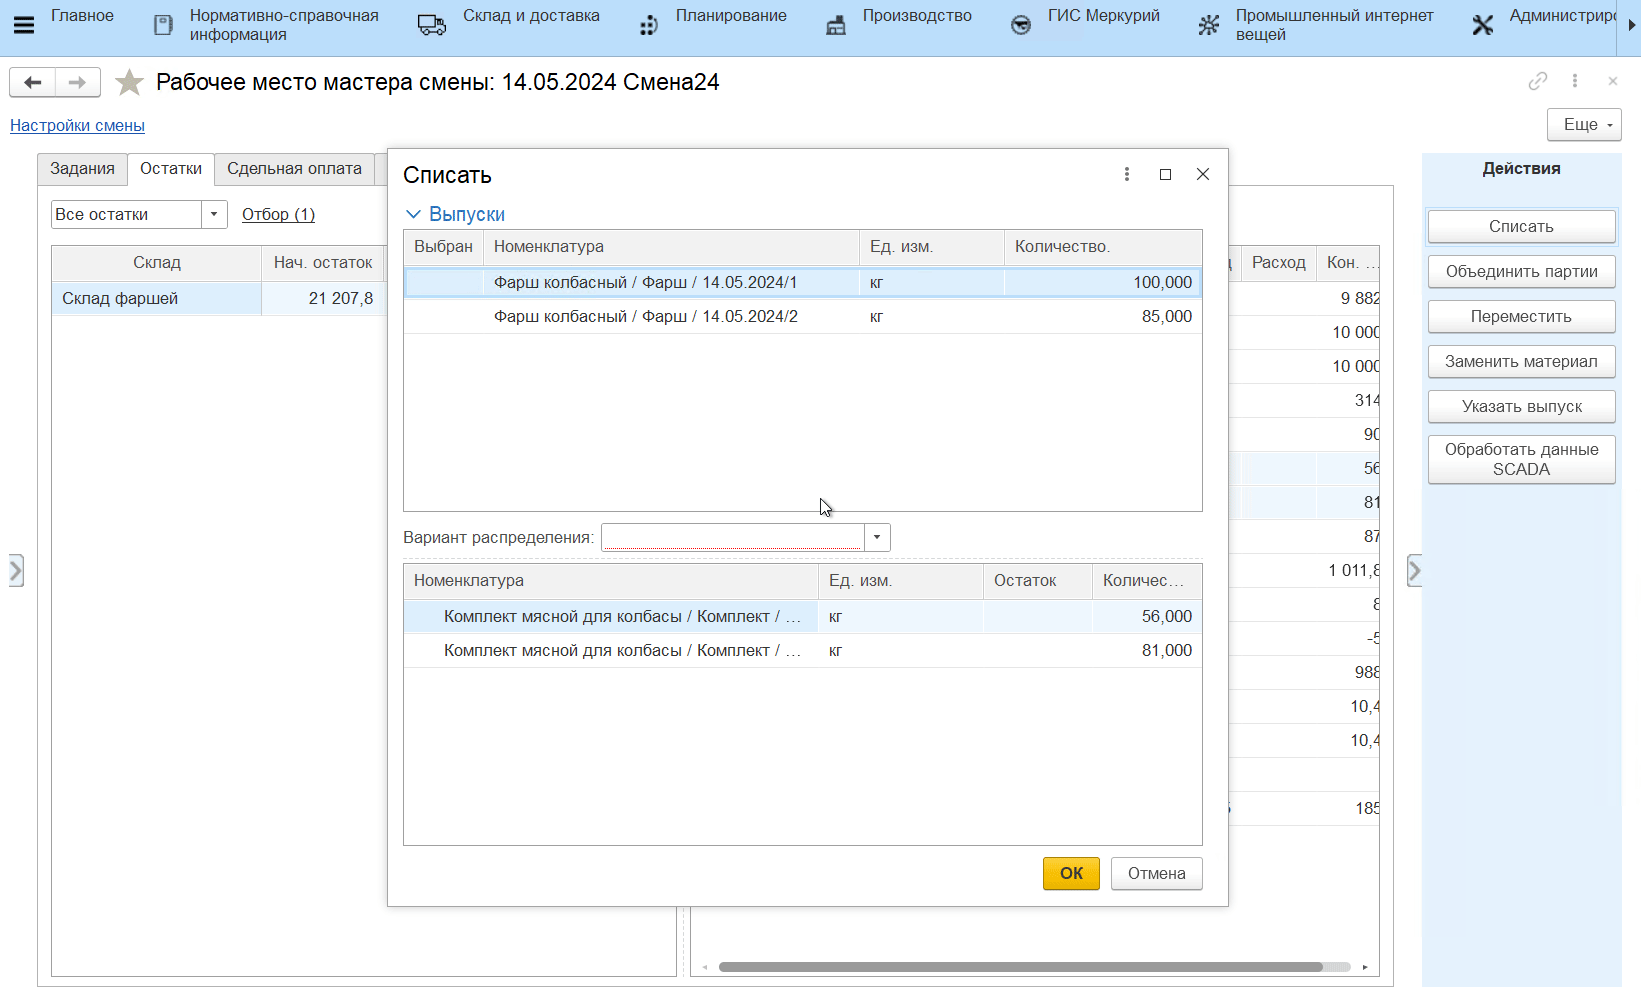 Главное
Нормативно-справочная
информация
Склад и доставка
Планирование
Производство
ГИС Меркурий
Промышленный интернет
вещей
Администрир
Рабочее место мастера смены: 14.05.2024 Смена24
Настройки смены
Еще
Задания
Остатки
Сдельная оплата
Все остатки
Отбор (1)
Склад
Нач. остаток
Склад фаршей
21 207,8
Списать
Выпуски
Выбран
Номенклатура
Ед. изм.
Количество.
Фарш колбасный / Фарш / 14.05.2024/1
кг
100,000
Фарш колбасный / Фарш / 14.05.2024/2
кг
85,000
Вариант распределения:
Номенклатура
Ед. изм.
Остаток
Количес...
Комплект мясной для колбасы / Комплект / ...
кг
56,000
Комплект мясной для колбасы / Комплект / ...
кг
81,000
ОК
Отмена
Расход
Кон. ...
9 882
10 000
10 000
314
90
56
81
87
1 011,8
8
-5
988
10,4
10,4
185
Действия
Списать
Объединить партии
Переместить
Заменить материал
Указать выпуск
Обработать данные
SCADA